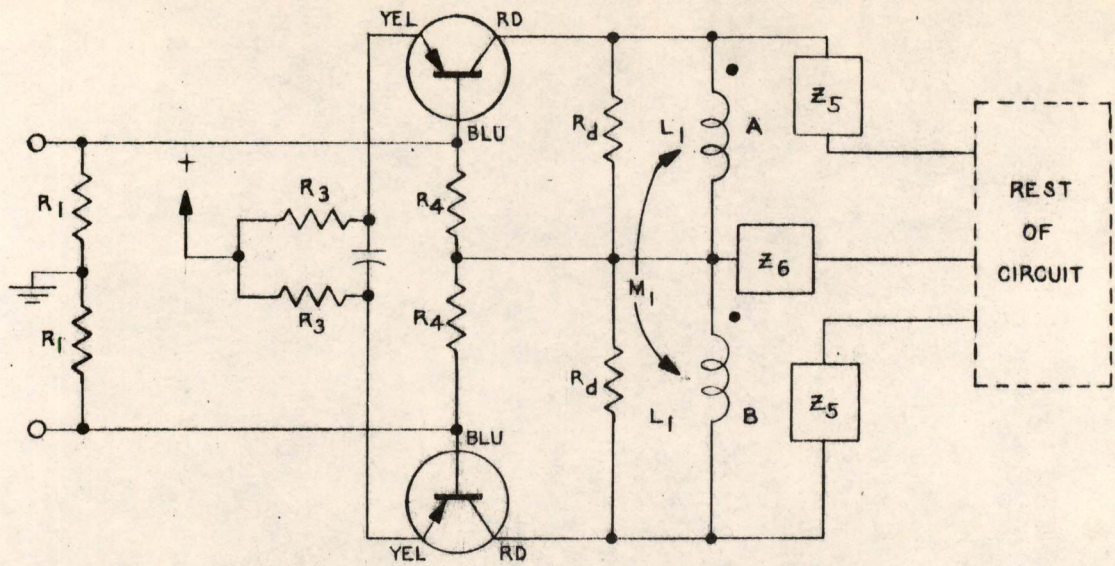 YEL
RD
BLU
+
R1
R1
R3
R3
R4
R4
Rd
Rd
L1
A
M1
L1
B
Z5
Z6
Z5
REST
OF
CIRCUIT
BLU
YEL
RD